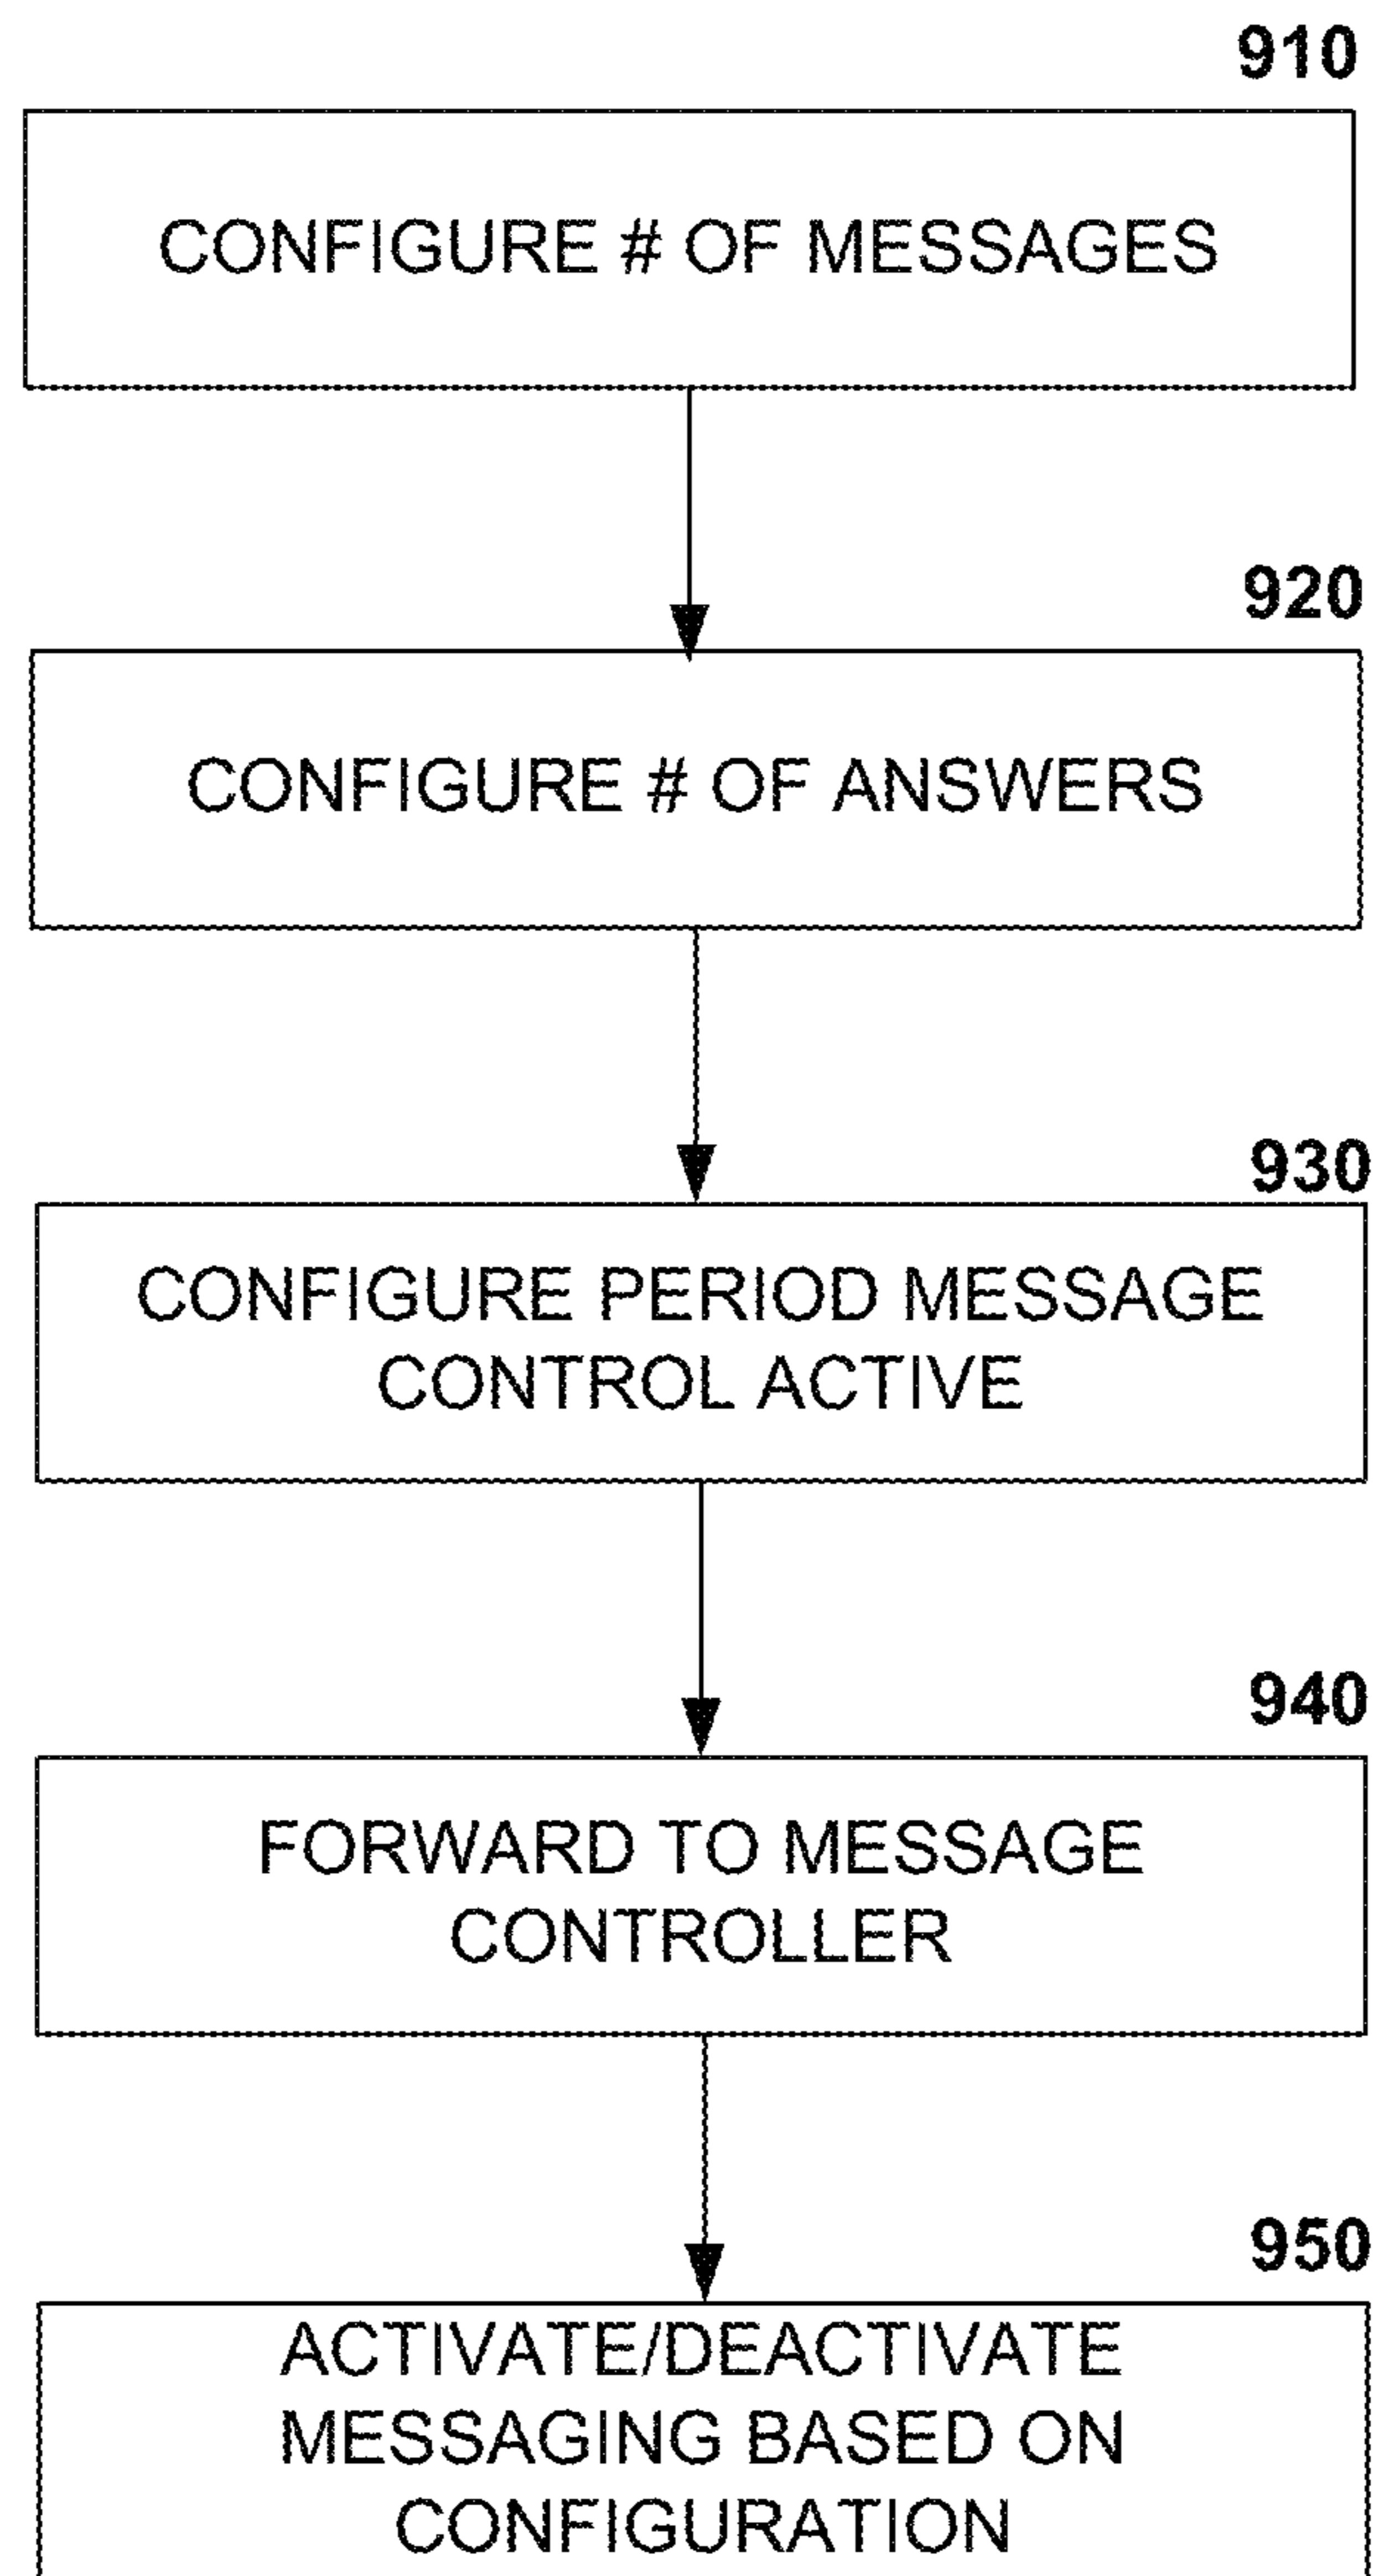 910
CONFIGURE # OF MESSAGES
920
CONFIGURE # OF ANSWERS
930
CONFIGURE PERIOD MESSAGE
CONTROL ACTIVE
940
FORWARD TO MESSAGE
CONTROLLER
950
ACTIVATE/DEACTIVATE
MESSAGING BASED ON
CONFIGURATION